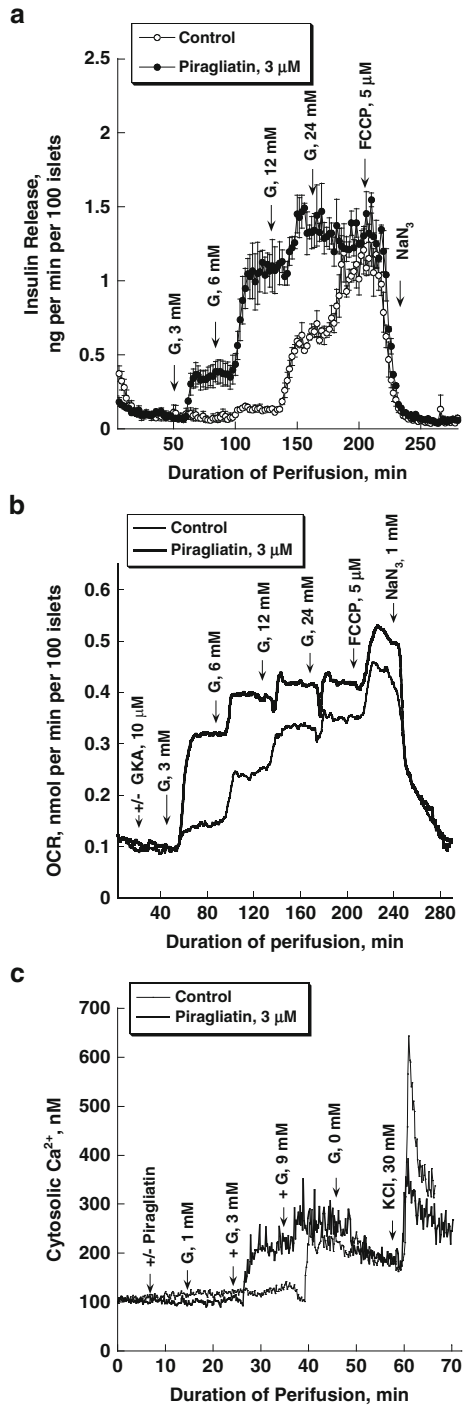 a
Control
Piragliatin, 3 μM
Insulin Release,
ng per min per 100 islets
2.5
2
1.5
1
0.5
0
G, 3 mM
G, 6 mM
G, 12 mM
G, 24 mM
FCCP, 5 μM
NaN3
50 100 150 200 250
Duration of Perifusion, min
b
Control
Piragliatin, 3 μM
OCR, nmol per min per 100 islets
0.6
0.5
0.4
0.3
0.2
0.1
0
+/- GKA, 10 μM
G, 3 mM
G, 6 mM
G, 12 mM
G, 24 mM
FCCP, 5 μM
NaN3, 1 mM
40 80 120 160 200 240 280
Duration of perifusion, min
c
Control
Piragliatin, 3 μM
Cytosolic Ca2+, nM
700
600
500
400
300
200
100
0
+/- Piragliatin
G, 1 mM
+ G, 3 mM
+ G, 9 mM
G, 0 mM
KCl, 30 mM
0 10 20 30 40 50 60 70
Duration of Perifusion, min